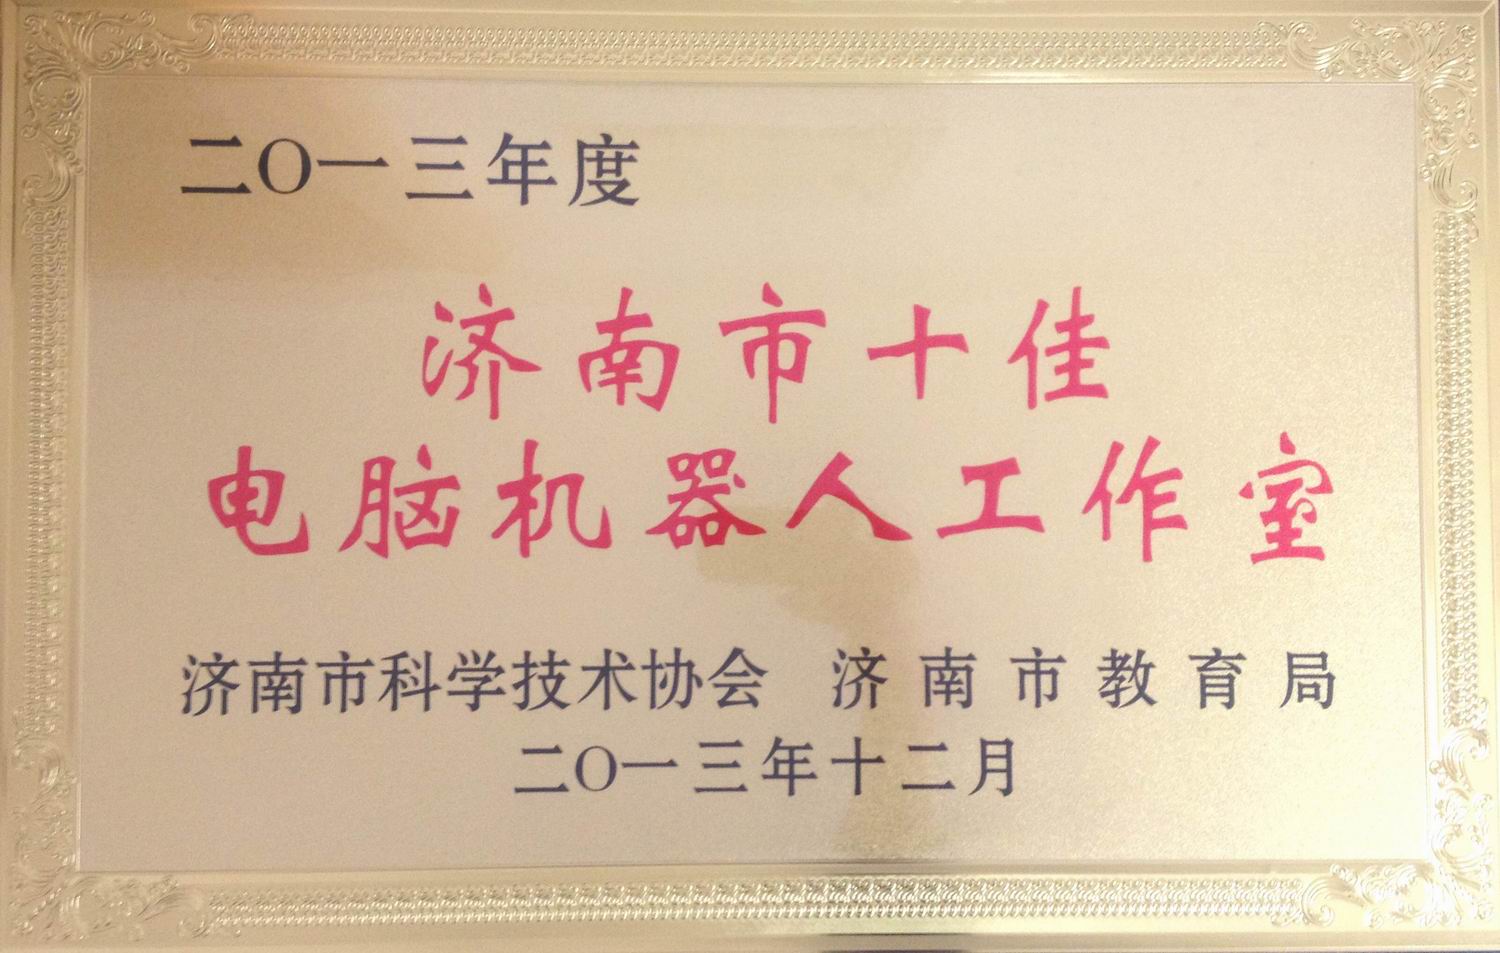 二〇一三年度
济南市十佳
电脑机器人工作室
济南市科学技术协会 济南市教育局
二〇一三年十二月